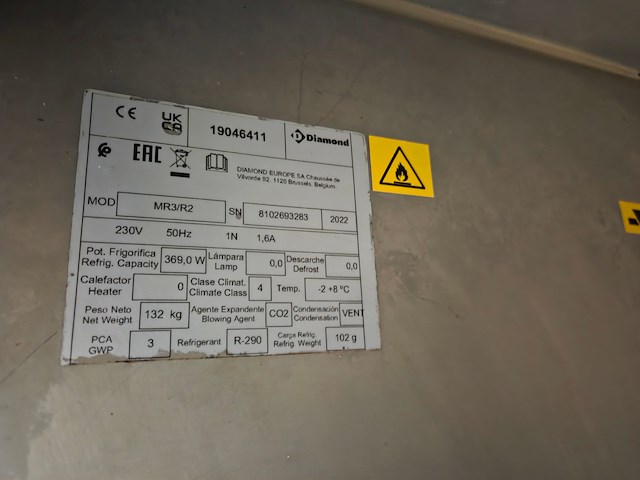 CE UK CA 19046411 Diamond
EAC
DIAMOND EUROPE SA Chaussée de
Vilvorde 92, 1120 Brussels, Belgium.
MOD MR3/R2 SN 8102693283 2022
230V 50Hz 1N 1,6A
Pot. Frigorifica
Refrig. Capacity 369,0 W Lámpara
Lamp 0,0 Descarche
Defrost 0,0
Calefactor
Heater 0 Clase Climat.
Climate Class 4 Temp. -2 +8 ºC
Peso Neto
Net Weight 132 kg Agente Expandente
Blowing Agent CO2 Condensación
Condensation VENT
PCA
GWP 3 Refrigerant R-290 Carga Refrig.
Refrig. Weight 102 g